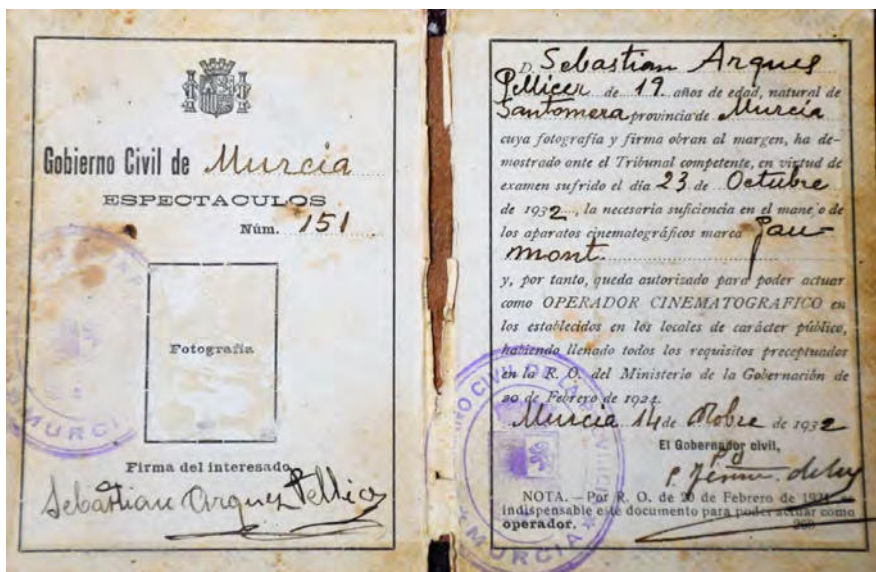 Gobierno Civil de Murcia
ESPECTACULOS
Núm. 151
Fotografía
MURCIA
Firma del interesado,
Sebastian Arques Pellicer
D. Sebastian Arques
Pellicer de 19 años de edad, natural de
Santomera provincia de Murcia
cuya fotografía y firma obran al margen, ha de-
mostrado ante el Tribunal competente, en virtud de
examen sufrido el día 23 de Octubre
de 1932, la necesaria suficiencia en el manejo de
los aparatos cinematográficos marca Gau-
mont.
y, por tanto, queda autorizado para poder actuar
como OPERADOR CINEMATOGRAFICO en
los establecidos en los locales de carácter público,
habiendo llenado todos los requisitos preceptuados
en la R. O. del Ministerio de la Gobernación de
20 de Febrero de 1924.
Murcia 14 de de 1932
El Gobernador civil,
NOTA. – Por R. O. de 20 de Febrero de
indispensable este documento para poder actuar como
operador.
MURCIA